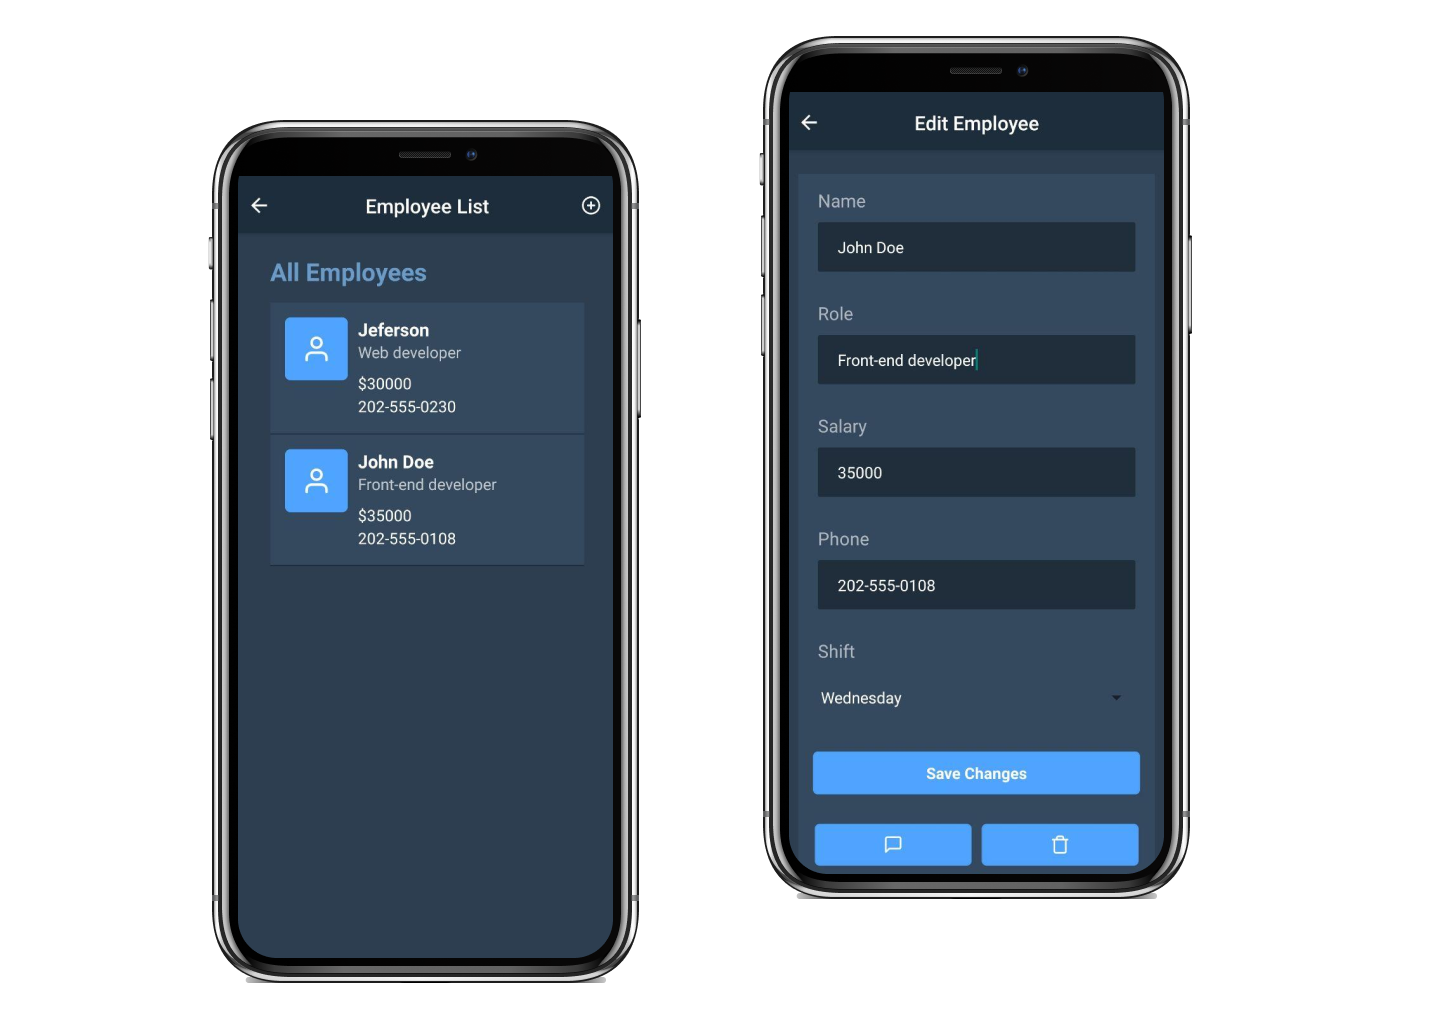 Employee List
All Employees
Jeferson
Web developer
$30000
202-555-0230
John Doe
Front-end developer
$35000
202-555-0108
Edit Employee
Name
John Doe
Role
Front-end developer
Salary
35000
Phone
202-555-0108
Shift
Wednesday
Save Changes